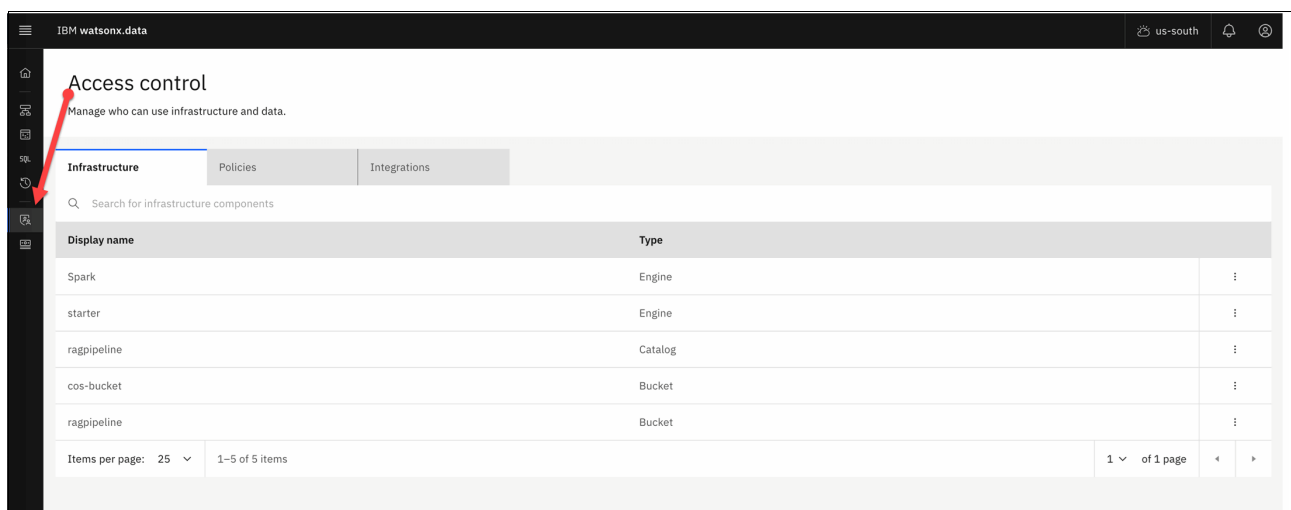 IBM watsonx.data
us-south
Access control
Manage who can use infrastructure and data.
SQL
Infrastructure Policies Integrations
Search for infrastructure components
Display name Type
Spark Engine
starter Engine
ragpipeline Catalog
cos-bucket Bucket
ragpipeline Bucket
Items per page: 25 1–5 of 5 items 1 of 1 page